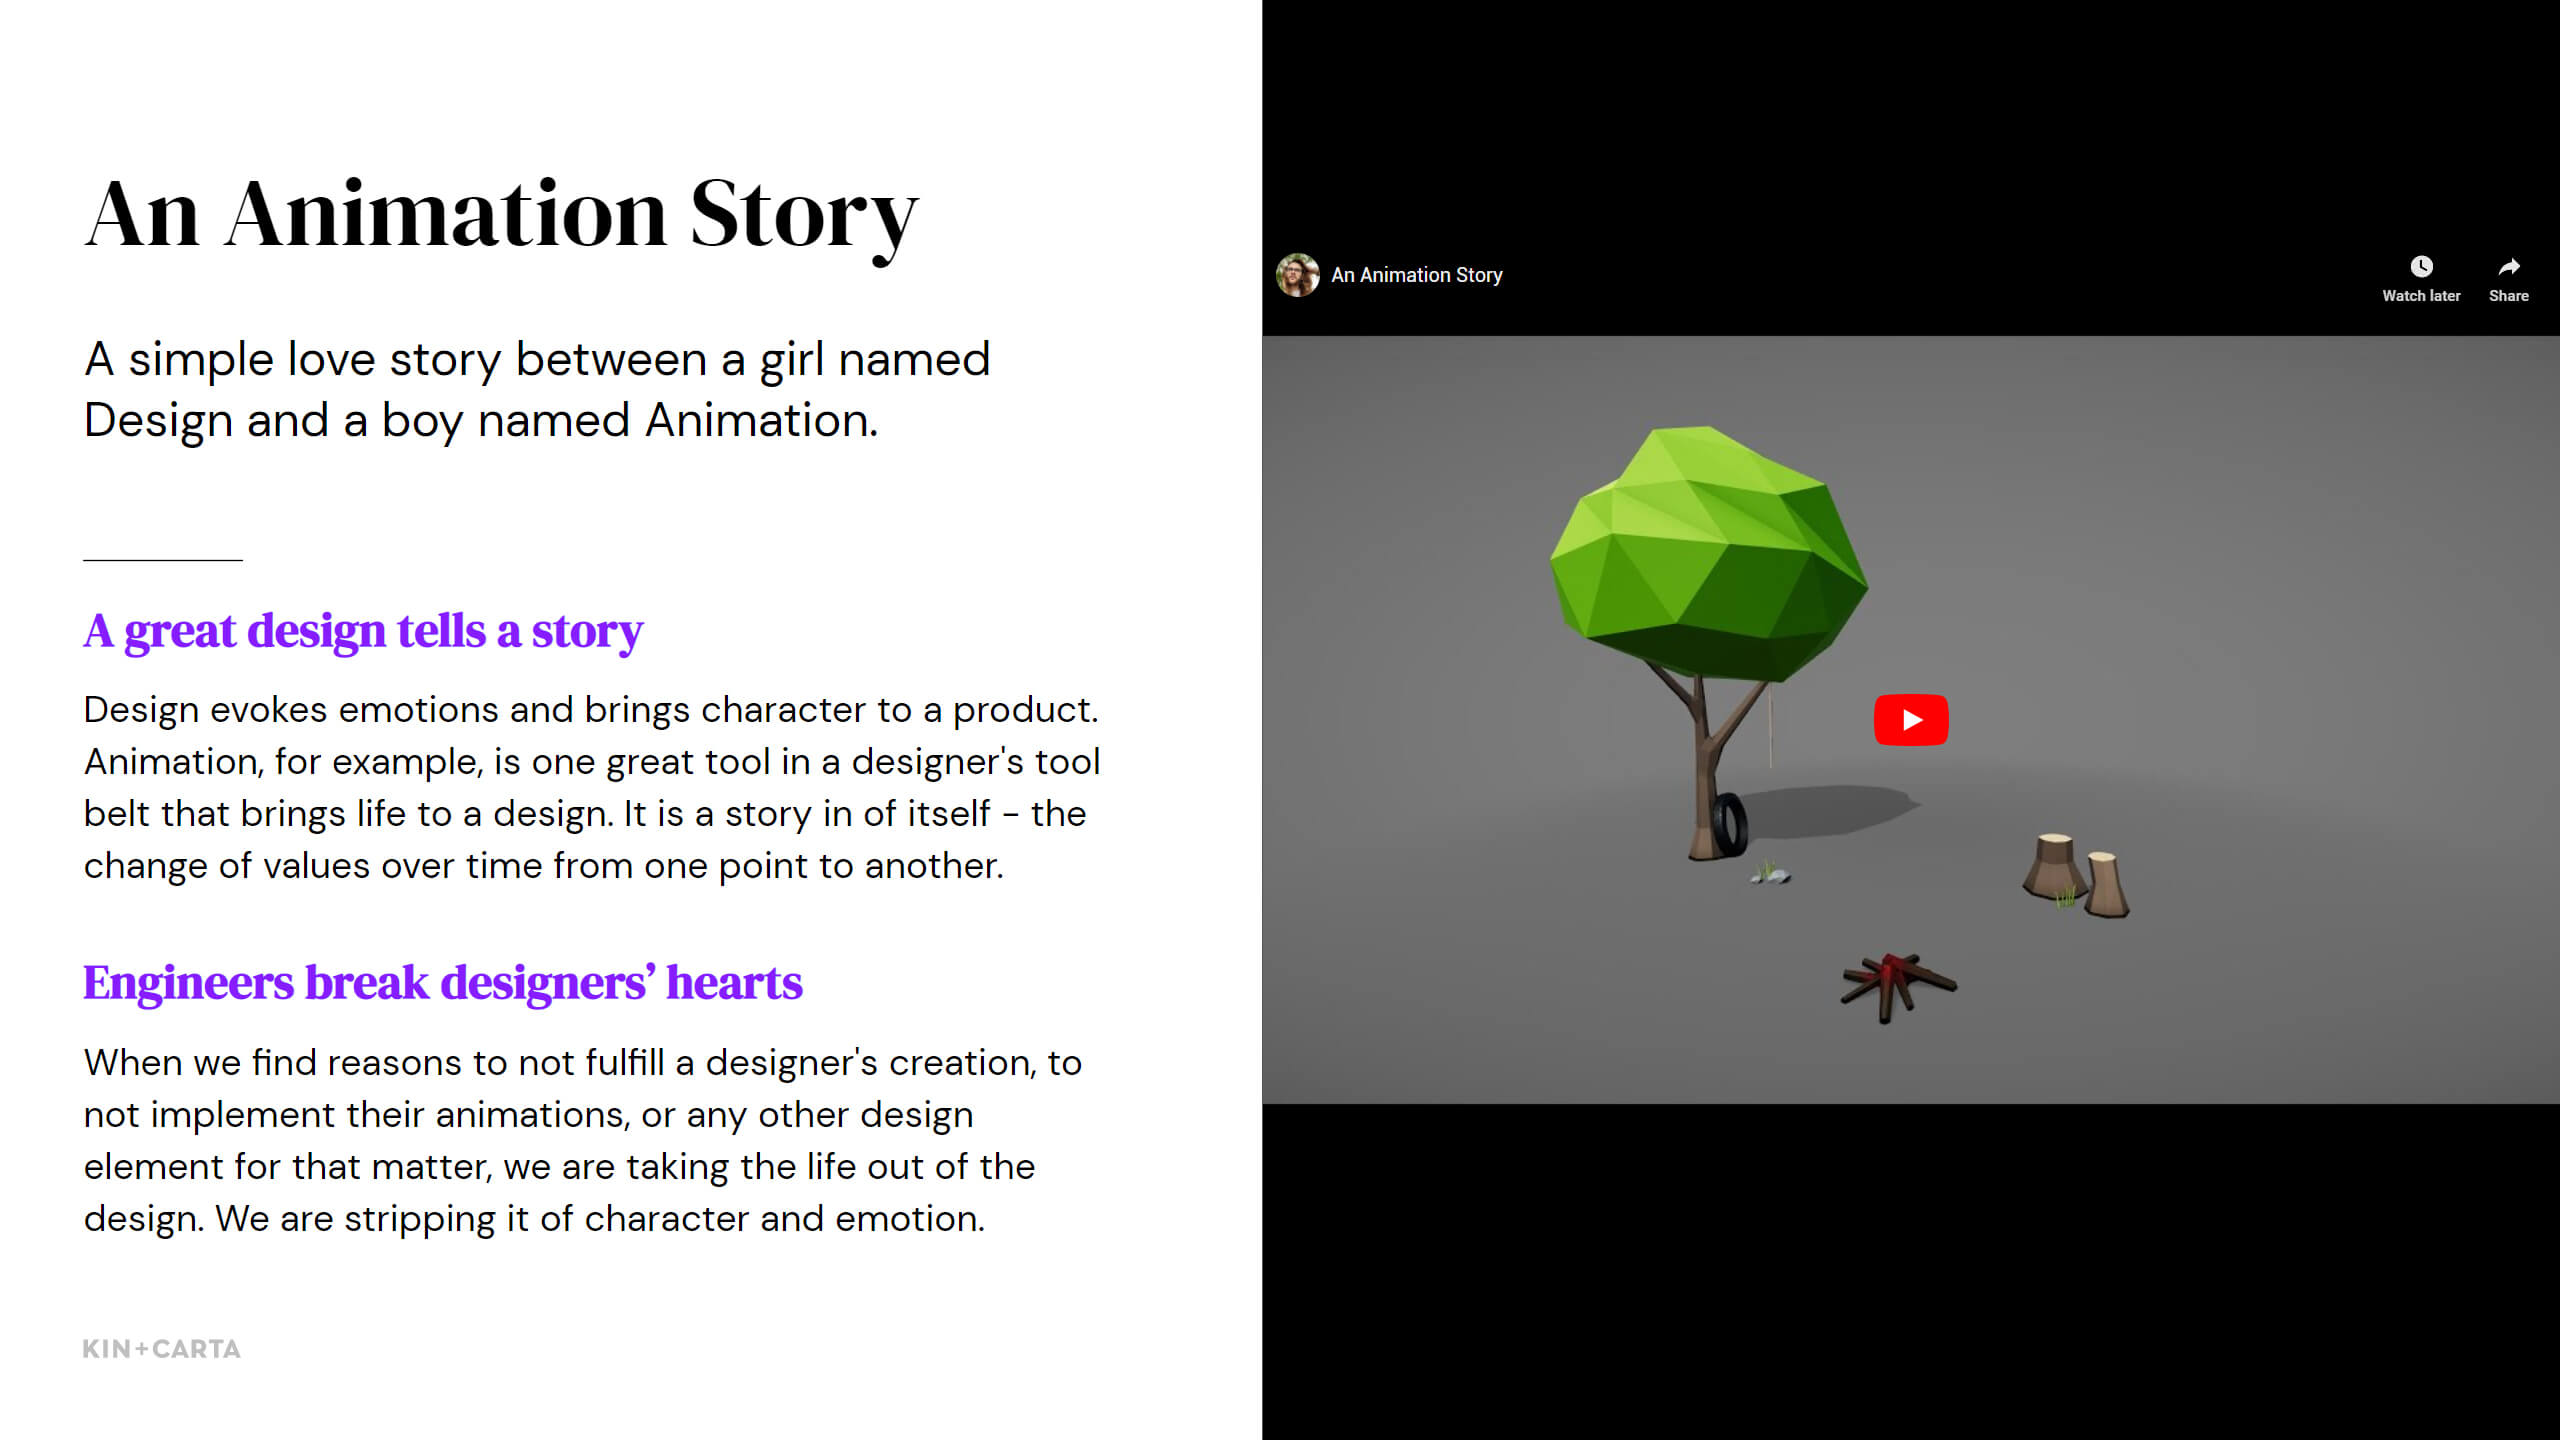 An Animation Story
A simple love story between a girl named
Design and a boy named Animation.
A great design tells a story
Design evokes emotions and brings character to a product.
Animation, for example, is one great tool in a designer's tool
belt that brings life to a design. It is a story in of itself - the
change of values over time from one point to another.
Engineers break designers’ hearts
When we find reasons to not fulfill a designer's creation, to
not implement their animations, or any other design
element for that matter, we are taking the life out of the
design. We are stripping it of character and emotion.
KIN+CARTA
An Animation Story
Watch later
Share